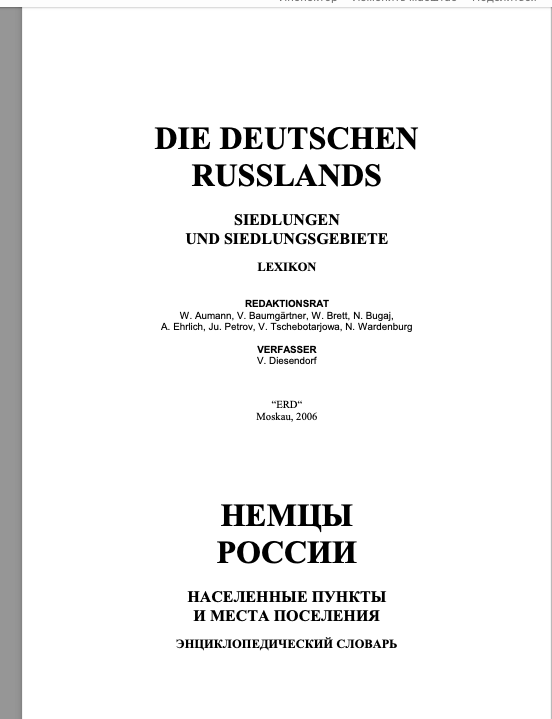 DIE DEUTSCHEN
RUSSLANDS
SIEDLUNGEN
UND SIEDLUNGSGEBIETE
LEXIKON
REDAKTIONSRAT
W. Aumann, V. Baumgärtner, W. Brett, N. Bugaj,
A. Ehrlich, Ju. Petrov, V. Tschebotarjowa, N. Wardenburg
VERFASSER
V. Diesendorf
“ERD“
Moskau, 2006
НЕМЦЫ
РОССИИ
НАСЕЛЕННЫЕ ПУНКТЫ
И МЕСТА ПОСЕЛЕНИЯ
ЭНЦИКЛОПЕДИЧЕСКИЙ СЛОВАРЬ